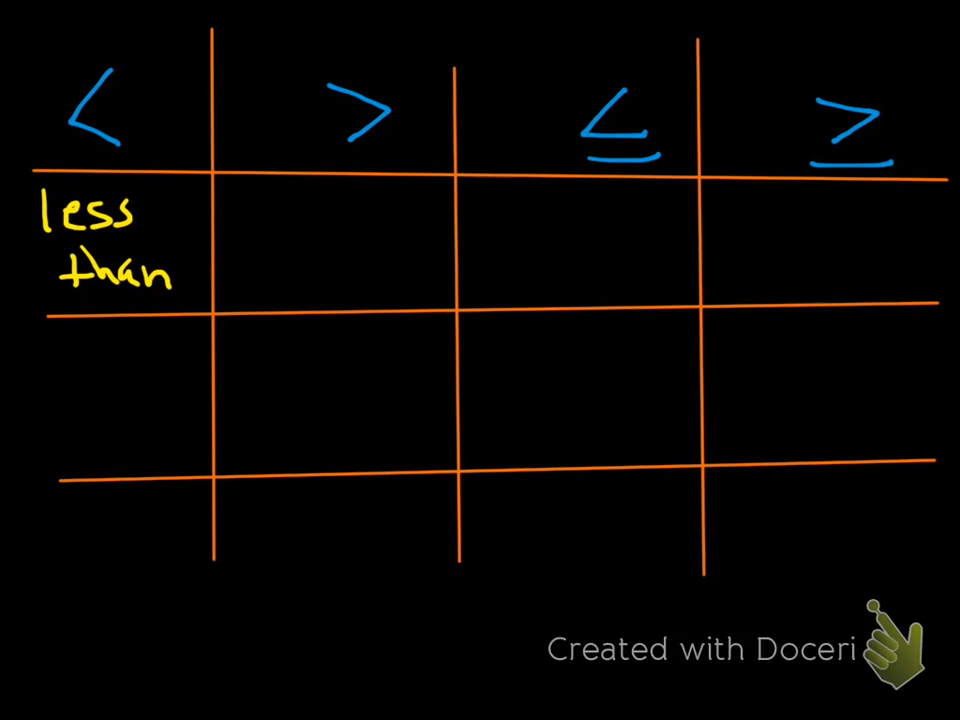 < > ≤ ≥
less
than
Created with Doceri